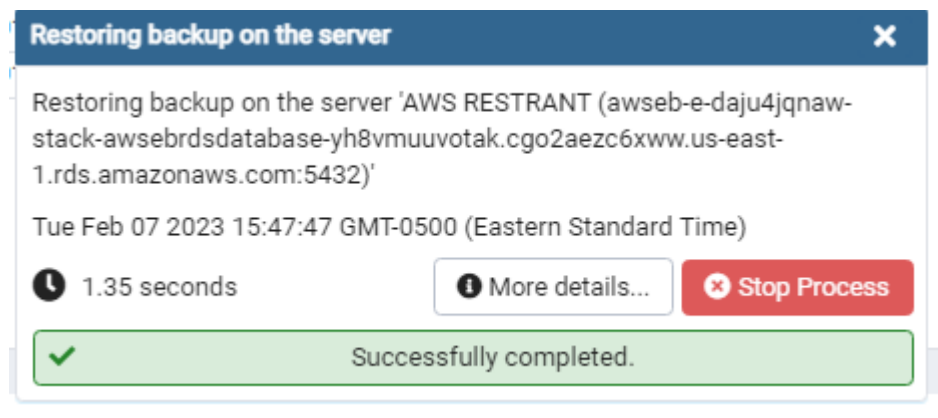 Restoring backup on the server
Restoring backup on the server 'AWS RESTRANT (awseb-e-daju4jqnaw-
stack-awsebrdsdatabase-yh8vmuuvotak.cgo2aezc6xww.us-east-
1.rds.amazonaws.com:5432)'
Tue Feb 07 2023 15:47:47 GMT-0500 (Eastern Standard Time)
1.35 seconds
More details...
Stop Process
Successfully completed.